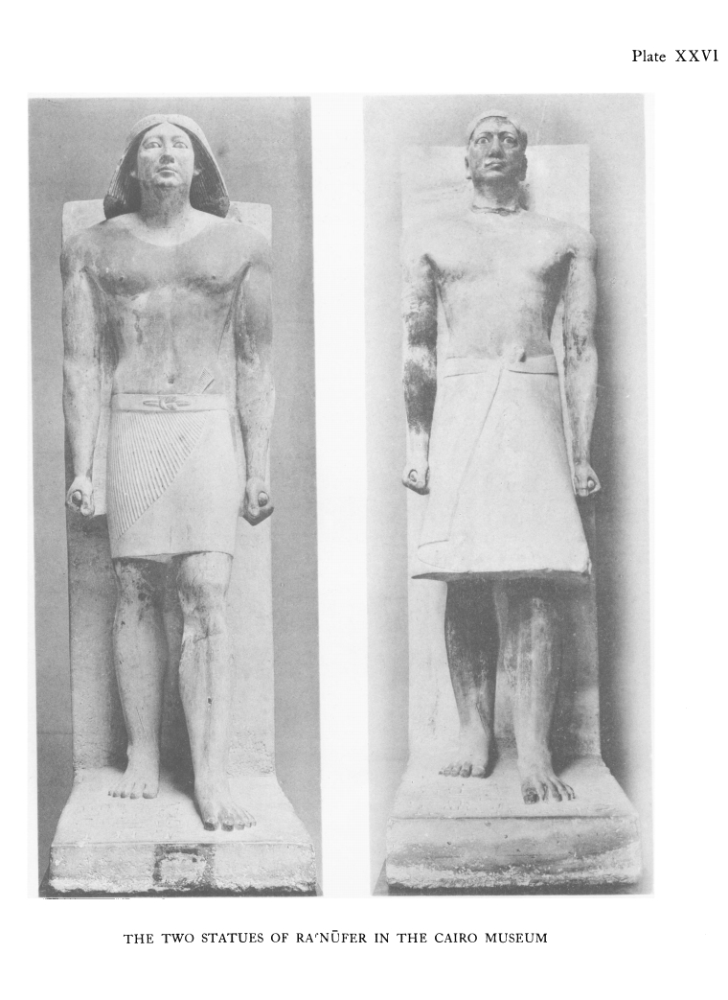 Plate XXVI
THE TWO STATUES OF RAʿNŪFER IN THE CAIRO MUSEUM